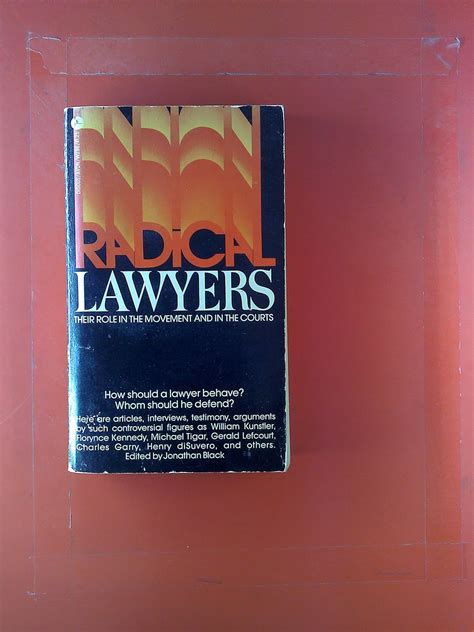 RADiCAL
LAWYERS
THEIR ROLE IN THE MOVEMENT AND IN THE COURTS
How should a lawyer behave?
Whom should he defend?
Here are articles, interviews, testimony, arguments
by such controversial figures as William Kunstler,
Florynce Kennedy, Michael Tigar, Gerald Lefcourt,
Charles Garry, Henry diSuvero, and others.
Edited by Jonathan Black